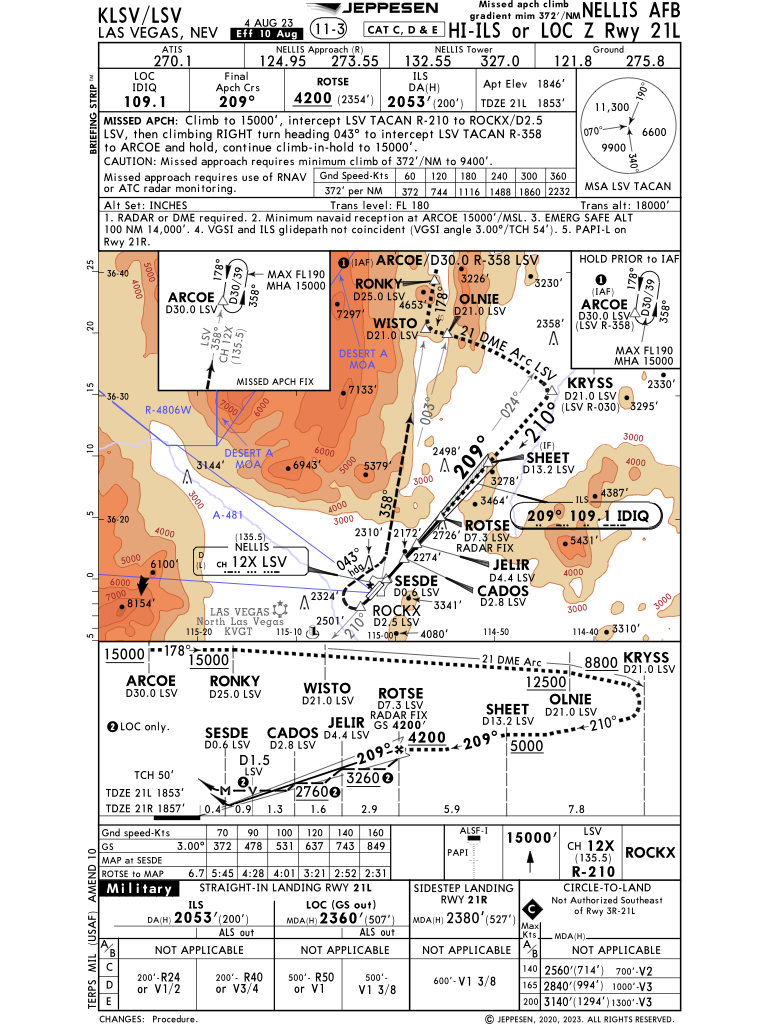 KLSV/LSV
LAS VEGAS, NEV
4 AUG 23
Eff 10 Aug
JEPPESEN
11-3
CAT C, D & E
Missed apch climb
gradient mim 372'/NM
NELLIS AFB
HI-ILS or LOC Z Rwy 21L
BRIEFING STRIP ™
ATIS
270.1
NELLIS Approach (R)
124.95 273.55
NELLIS Tower
132.55 327.0
Ground
121.8 275.8
LOC
IDIQ
109.1
Final
Apch Crs
209°
ROTSE
4200 (2354')
ILS
DA(H)
2053' (200')
Apt Elev 1846'
TDZE 21L 1853'
MISSED APCH: Climb to 15000', intercept LSV TACAN R-210 to ROCKX/D2.5
LSV, then climbing RIGHT turn heading 043° to intercept LSV TACAN R-358
to ARCOE and hold, continue climb-in-hold to 15000'.
CAUTION: Missed approach requires minimum climb of 372'/NM to 9400'.
Missed approach requires use of RNAV
or ATC radar monitoring.
Gnd Speed-Kts 60 120 180 240 300 360
372' per NM 372 744 1116 1488 1860 2232
190°
11,300
070°
6600
9900
340°
MSA LSV TACAN
Alt Set: INCHES Trans level: FL 180 Trans alt: 18000'
1. RADAR or DME required. 2. Minimum navaid reception at ARCOE 15000'/MSL. 3. EMERG SAFE ALT
100 NM 14,000'. 4. VGSI and ILS glidepath not coincident (VGSI angle 3.00°/TCH 54'). 5. PAPI-L on
Rwy 21R.
25
20
15
10
5
0
5
36-40
36-30
36-20
5000
178°
D30/39
358°
MAX FL190
MHA 15000
ARCOE
D30.0 LSV
LSV
358°
CH 12X
(135.5)
MISSED APCH FIX
1 (IAF) ARCOE/D30.0 R-358 LSV
RONKY
D25.0 LSV
178°
3226'
4653'
7297'
OLNIE
D21.0 LSV
WISTO
D21.0 LSV
21 DME Arc LSV
3230'
2358'
HOLD PRIOR to IAF
1
(IAF)
ARCOE
D30.0 LSV
(LSV R-358)
178°
D30/39
358°
MAX FL190
MHA 15000
DESERT A
MOA
7133'
R-4806W
7000
6000
DESERT A
MOA
KRYSS
D21.0 LSV
(LSV R-030)
2330'
3295'
003°
024°
210°
209°
(IF)
SHEET
D13.2 LSV
3144'
6943'
5379'
2498'
5000
4000
3000
3000
3278'
3464'
3000
4000
ILS
4387'
209° 109.1 IDIQ
5431'
A-481
358°
4000
5000
6000
7000
3000
6100'
8154'
(135.5)
NELLIS
CH 12X LSV
D
(L)
2310'
2172'
2726'
2274'
043°
hdg
ROTSE
D7.3 LSV
RADAR FIX
JELIR
D4.4 LSV
CADOS
D2.8 LSV
SESDE
D0.6 LSV
3341'
ROCKX
D2.5 LSV
210°
LAS VEGAS
North Las Vegas
KVGT
2324'
2501'
4080'
3310'
3000
3000
115-20
115-10
115-00
114-50
114-40
15000 178° 15000
21 DME Arc
8800
KRYSS
D21.0 LSV
ARCOE
D30.0 LSV
RONKY
D25.0 LSV
WISTO
D21.0 LSV
12500
OLNIE
D21.0 LSV
210°
ROTSE
D7.3 LSV
RADAR FIX
GS 4200'
SHEET
D13.2 LSV
5000
2 LOC only.
SESDE
D0.6 LSV
CADOS
D2.8 LSV
JELIR
D4.4 LSV
D1.5
LSV
2
209°
4200
209°
3260 2
2760 2
M
V
TCH 50'
TDZE 21L 1853'
TDZE 21R 1857'
0.4 0.9 1.3 1.6 2.9 5.9 7.8
Gnd speed-Kts 70 90 100 120 140 160
GS 3.00° 372 478 531 637 743 849
MAP at SESDE
ROTSE to MAP 6.7 5:45 4:28 4:01 3:21 2:52 2:31
ALSF-I
PAPI
15000'
LSV
CH 12X
(135.5)
R-210
ROCKX
TERPS MIL (USAF) AMEND 10
Military
STRAIGHT-IN LANDING RWY 21L
SIDESTEP LANDING
RWY 21R
CIRCLE-TO-LAND
Not Authorized Southeast
of Rwy 3R-21L
ILS
DA(H) 2053' (200')
ALS out
LOC (GS out)
MDA(H) 2360' (507')
ALS out
MDA(H) 2380' (527')
C
Max
Kts
MDA(H)
A/B NOT APPLICABLE NOT APPLICABLE NOT APPLICABLE A/B NOT APPLICABLE
C
D
E
200'- R24
or V1/2
200'- R40
or V3/4
500'- R50
or V1
500'-
V1 3/8
600'- V1 3/8
140 2560' (714') 700'-V2
165 2840' (994') 1000'-V3
200 3140' (1294') 1300'-V3
CHANGES: Procedure.
© JEPPESEN, 2020, 2023. ALL RIGHTS RESERVED.